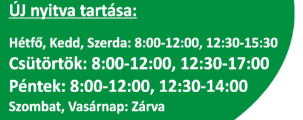 ÚJ nyitva tartása:
Hétfő, Kedd, Szerda: 8:00-12:00, 12:30-15:30
Csütörtök: 8:00-12:00, 12:30-17:00
Péntek: 8:00-12:00, 12:30-14:00
Szombat, Vasárnap: Zárva